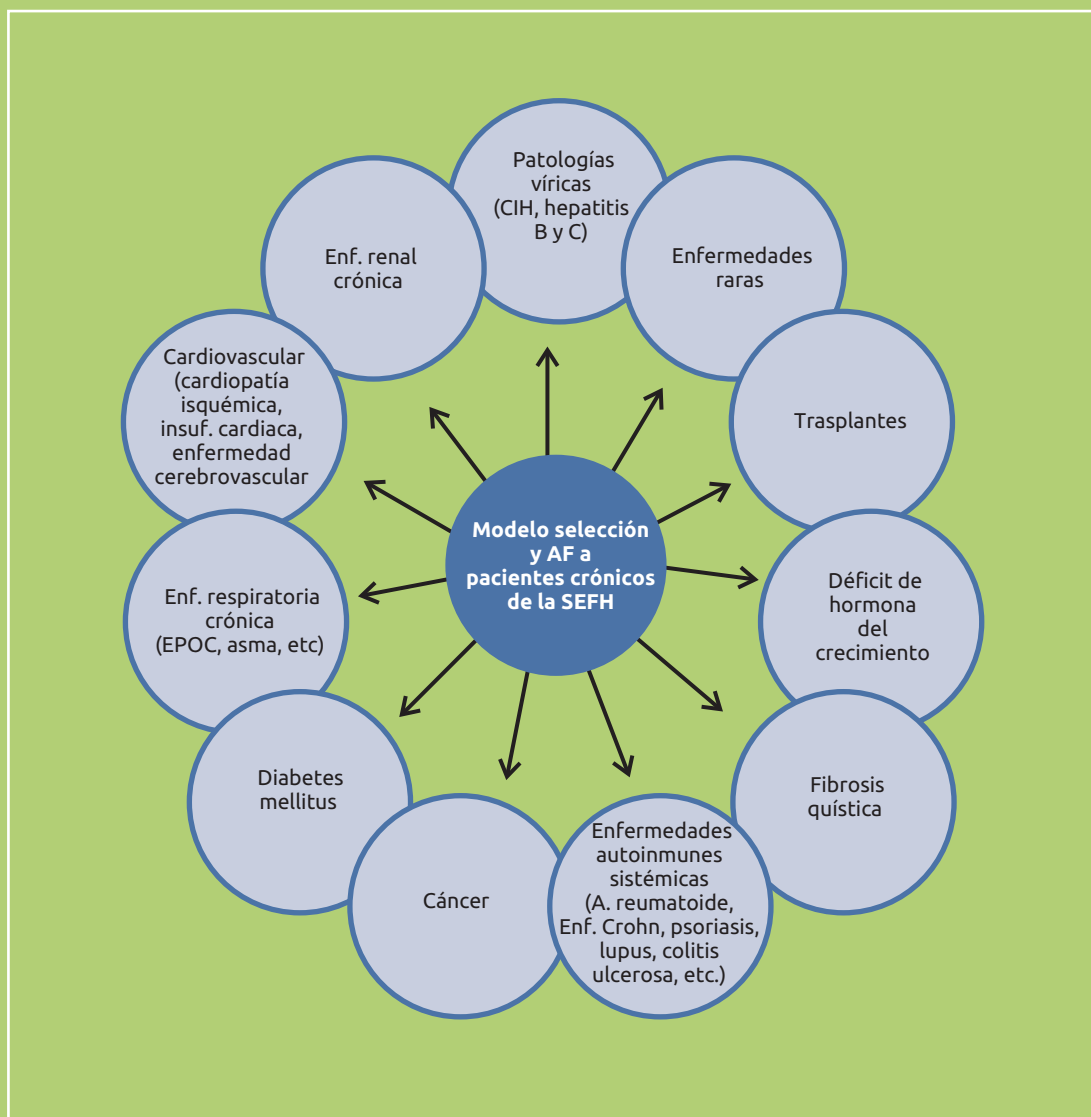 Patologías
víricas
(CIH, hepatitis
B y C)
Enfermedades
raras
Trasplantes
Déficit de
hormona
del
crecimiento
Fibrosis
quística
Enfermedades
autoinmunes
sistémicas
(A. reumatoide,
Enf. Crohn, psoriasis,
lupus, colitis
ulcerosa, etc.)
Cáncer
Diabetes
mellitus
Enf. respiratoria
crónica
(EPOC, asma, etc)
Cardiovascular
(cardiopatía
isquémica,
insuf. cardiaca,
enfermedad
cerebrovascular
Enf. renal
crónica
Modelo selección
y AF a
pacientes crónicos
de la SEFH